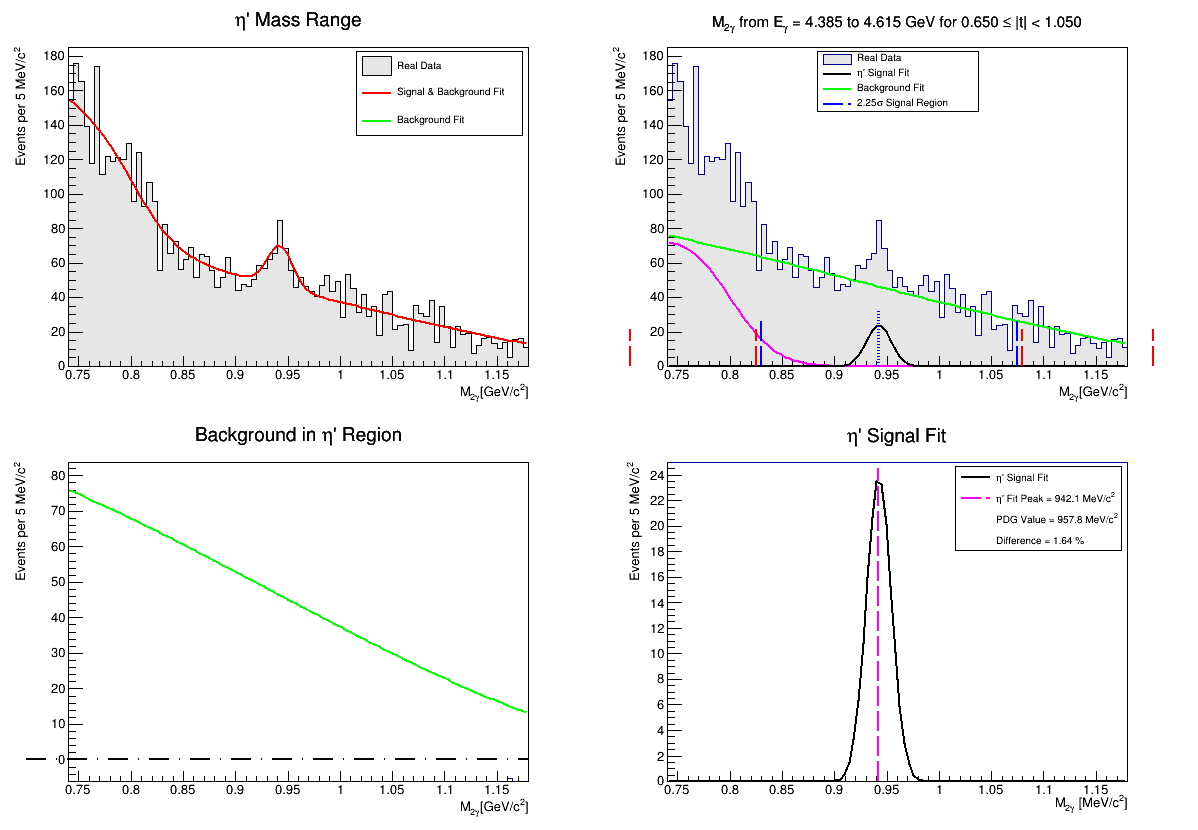 η' Mass Range
Events per 5 MeV/c²
180
160
140
120
100
80
60
40
20
0
Real Data
Signal & Background Fit
Background Fit
0.75 0.8 0.85 0.9 0.95 1 1.05 1.1 1.15
M₂γ[GeV/c²]
M₂γ from Eγ = 4.385 to 4.615 GeV for 0.650 ≤ |t| < 1.050
Events per 5 MeV/c²
180
160
140
120
100
80
60
40
20
0
Real Data
η' Signal Fit
Background Fit
2.25σ Signal Region
0.75 0.8 0.85 0.9 0.95 1 1.05 1.1 1.15
M₂γ[GeV/c²]
Background in η' Region
Events per 5 MeV/c²
80
70
60
50
40
30
20
10
0
0.75 0.8 0.85 0.9 0.95 1 1.05 1.1 1.15
M₂γ[GeV/c²]
η' Signal Fit
Events per 5 MeV/c²
24
22
20
18
16
14
12
10
8
6
4
2
0
η' Signal Fit
η' Fit Peak = 942.1 MeV/c²
PDG Value = 957.8 MeV/c²
Difference = 1.64 %
0.75 0.8 0.85 0.9 0.95 1 1.05 1.1 1.15
M₂γ [MeV/c²]